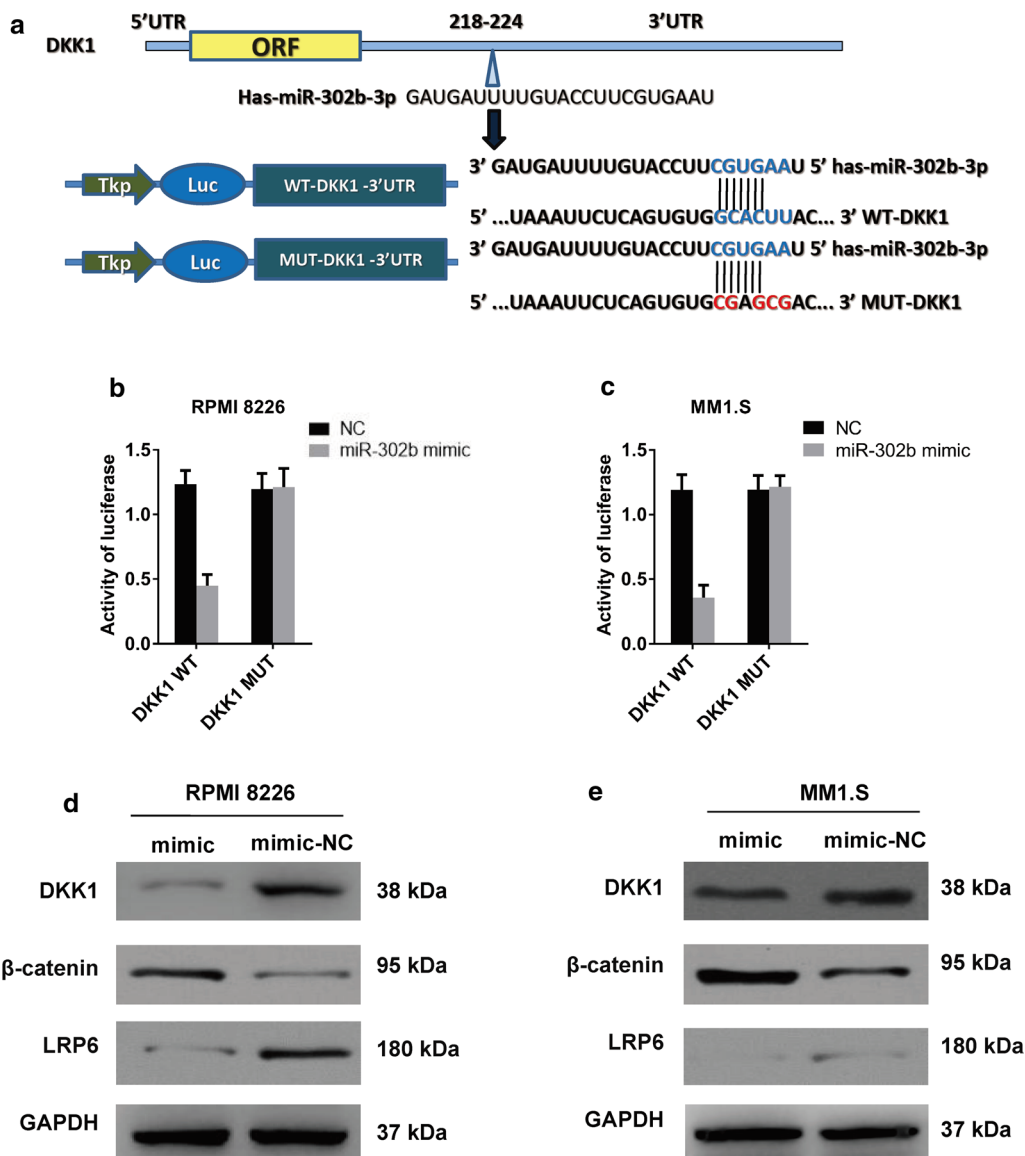 a
5'UTR 218-224 3'UTR
DKK1 ORF
Has-miR-302b-3p GAUGAUUUUGUACCUUCGUGAAU
3' GAUGAUUUUGUACCUUCGUGAAU 5' has-miR-302b-3p
Tkp Luc WT-DKK1 -3'UTR
5' ...UAAAUUCUCAGUGUGGCACUUAC... 3' WT-DKK1
3' GAUGAUUUUGUACCUUCGUGAAU 5' has-miR-302b-3p
Tkp Luc MUT-DKK1 -3'UTR
5' ...UAAAUUCUCAGUGUGCGAGCGAC... 3' MUT-DKK1
b
RPMI 8226
NC
miR-302b mimic
Activity of luciferase
1.5
1.0
0.5
0.0
DKK1 WT
DKK1 MUT
c
MM1.S
NC
miR-302b mimic
Activity of luciferase
1.5
1.0
0.5
0.0
DKK1 WT
DKK1 MUT
d
RPMI 8226
mimic mimic-NC
DKK1 38 kDa
β-catenin 95 kDa
LRP6 180 kDa
GAPDH 37 kDa
e
MM1.S
mimic mimic-NC
DKK1 38 kDa
β-catenin 95 kDa
LRP6 180 kDa
GAPDH 37 kDa